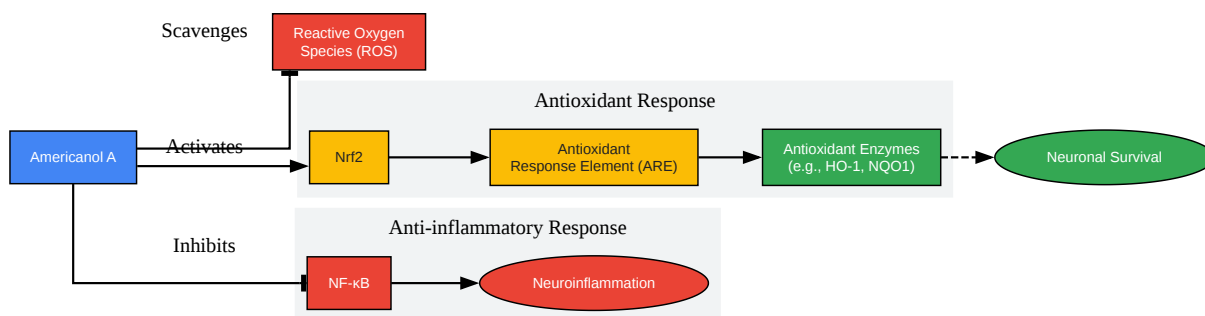 Scavenges
Reactive Oxygen
Species (ROS)
Antioxidant Response
Americanol A
Activates
Nrf2
Antioxidant
Response Element (ARE)
Antioxidant Enzymes
(e.g., HO-1, NQO1)
Neuronal Survival
Anti-inflammatory Response
Inhibits
NF-κB
Neuroinflammation